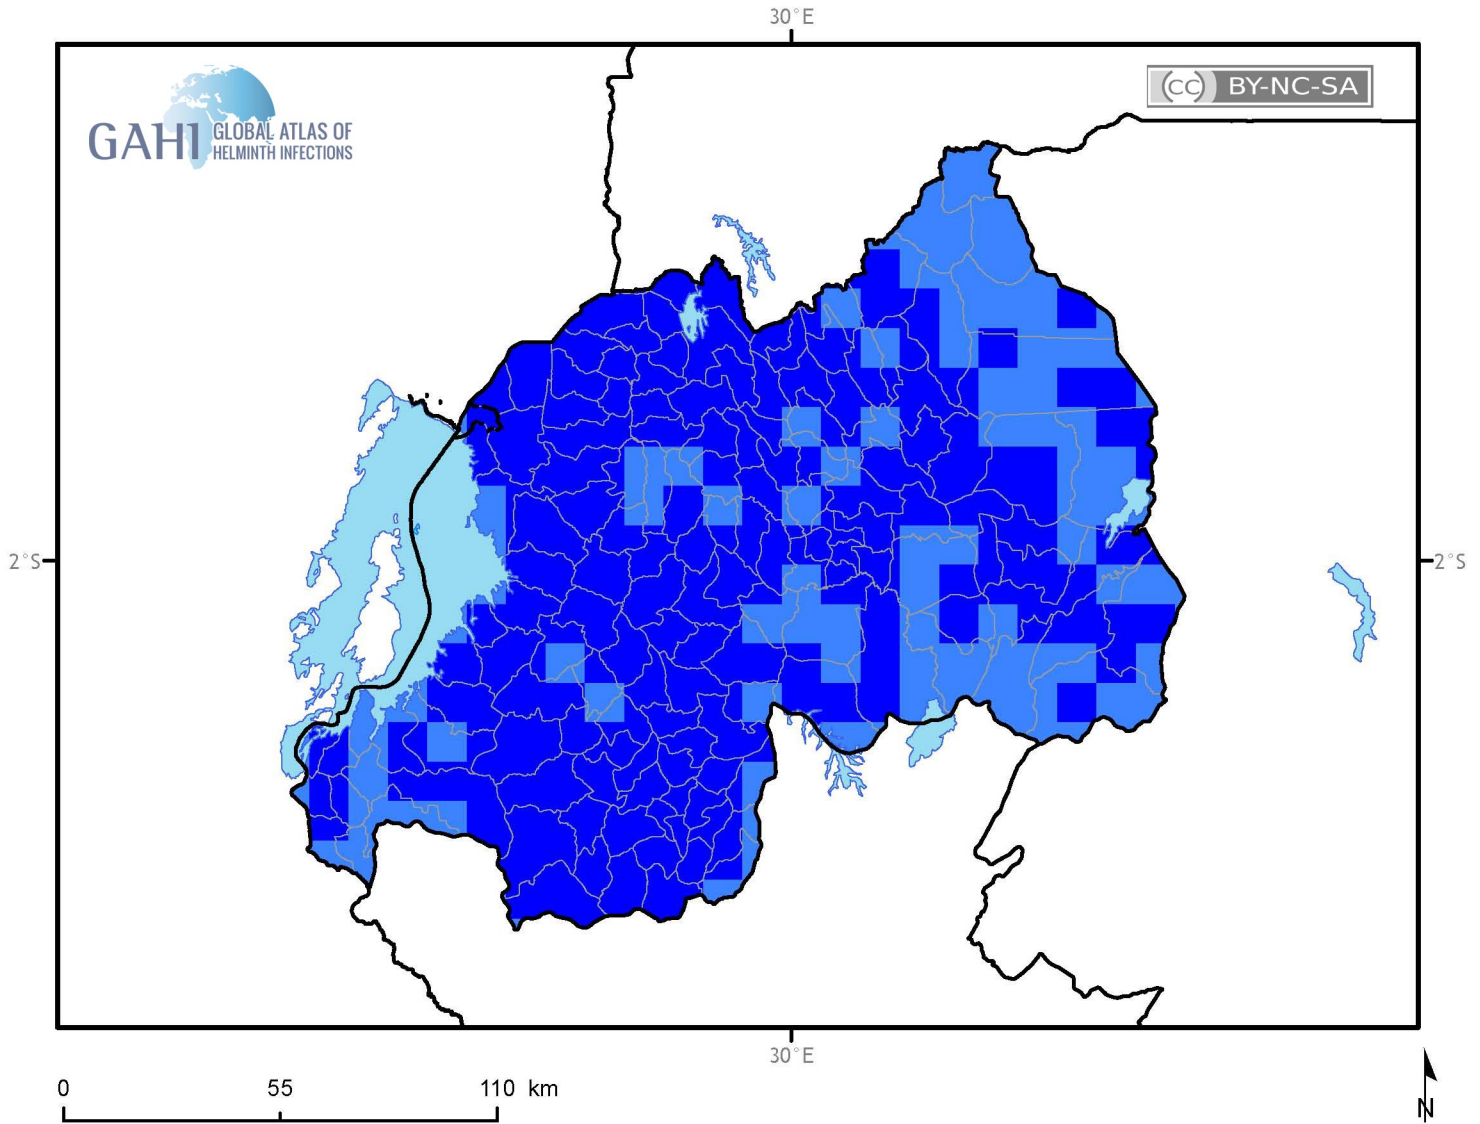 30°E
GAHI GLOBAL ATLAS OF
HELMINTH INFECTIONS
(cc) BY-NC-SA
2°S
2°S
30°E
0 55 110 km
N